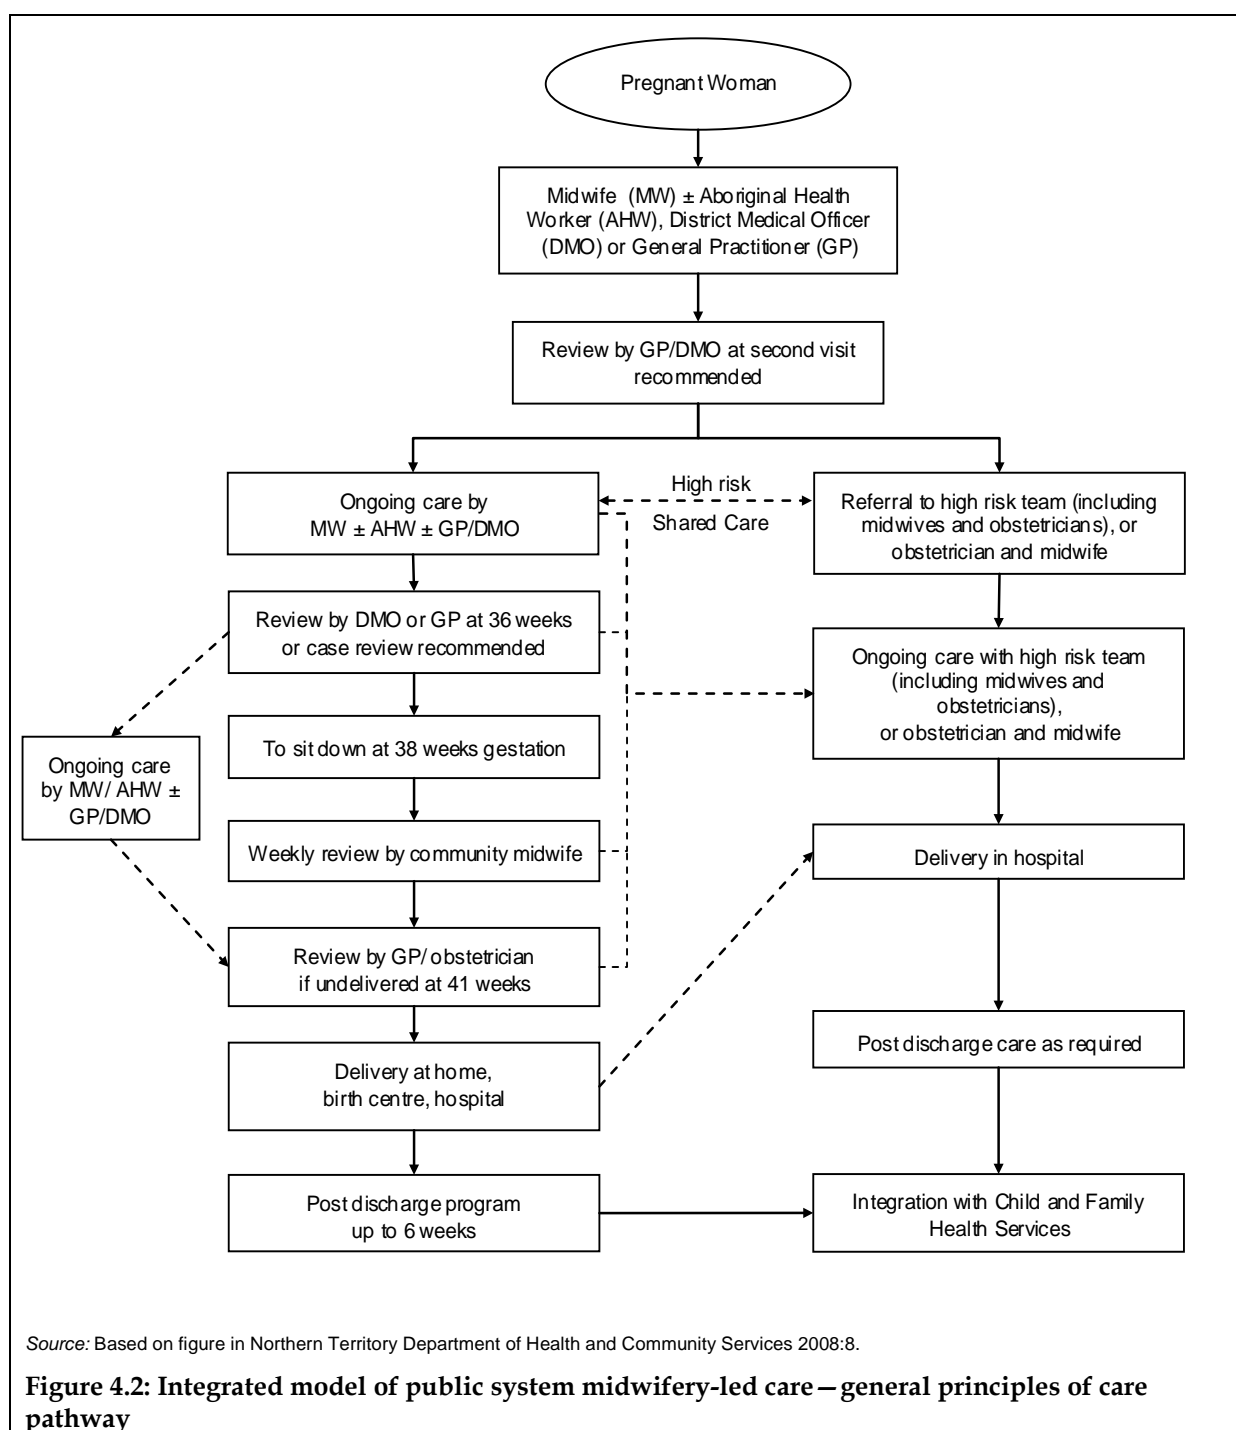 Pregnant Woman
Midwife (MW) ± Aboriginal Health
Worker (AHW), District Medical Officer
(DMO) or General Practitioner (GP)
Review by GP/DMO at second visit
recommended
Ongoing care by
MW ± AHW ± GP/DMO
High risk
Shared Care
Referral to high risk team (including
midwives and obstetricians), or
obstetrician and midwife
Review by DMO or GP at 36 weeks
or case review recommended
Ongoing care with high risk team
(including midwives and
obstetricians),
or obstetrician and midwife
To sit down at 38 weeks gestation
Ongoing care
by MW/ AHW ±
GP/DMO
Weekly review by community midwife
Delivery in hospital
Review by GP/ obstetrician
if undelivered at 41 weeks
Delivery at home,
birth centre, hospital
Post discharge care as required
Post discharge program
up to 6 weeks
Integration with Child and Family
Health Services
Source: Based on figure in Northern Territory Department of Health and Community Services 2008:8.
Figure 4.2: Integrated model of public system midwifery-led care—general principles of care
pathway